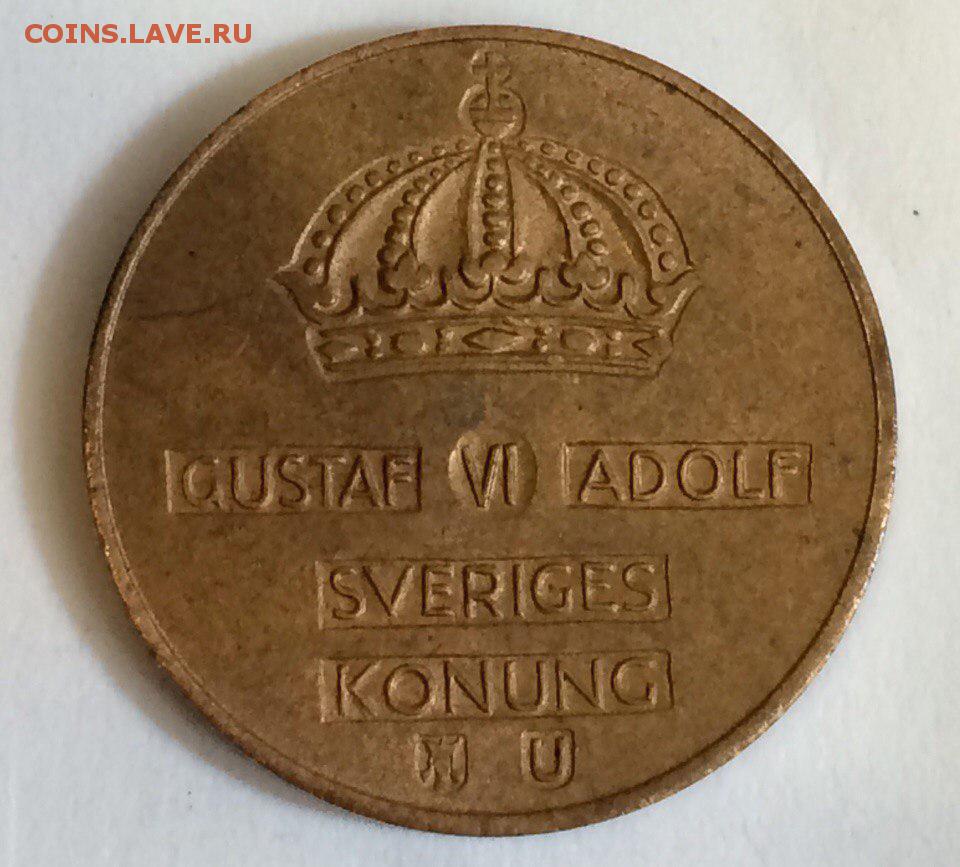 COINS.LAVE.RU
GUSTAF VI ADOLF
SVERIGES
KONUNG
U